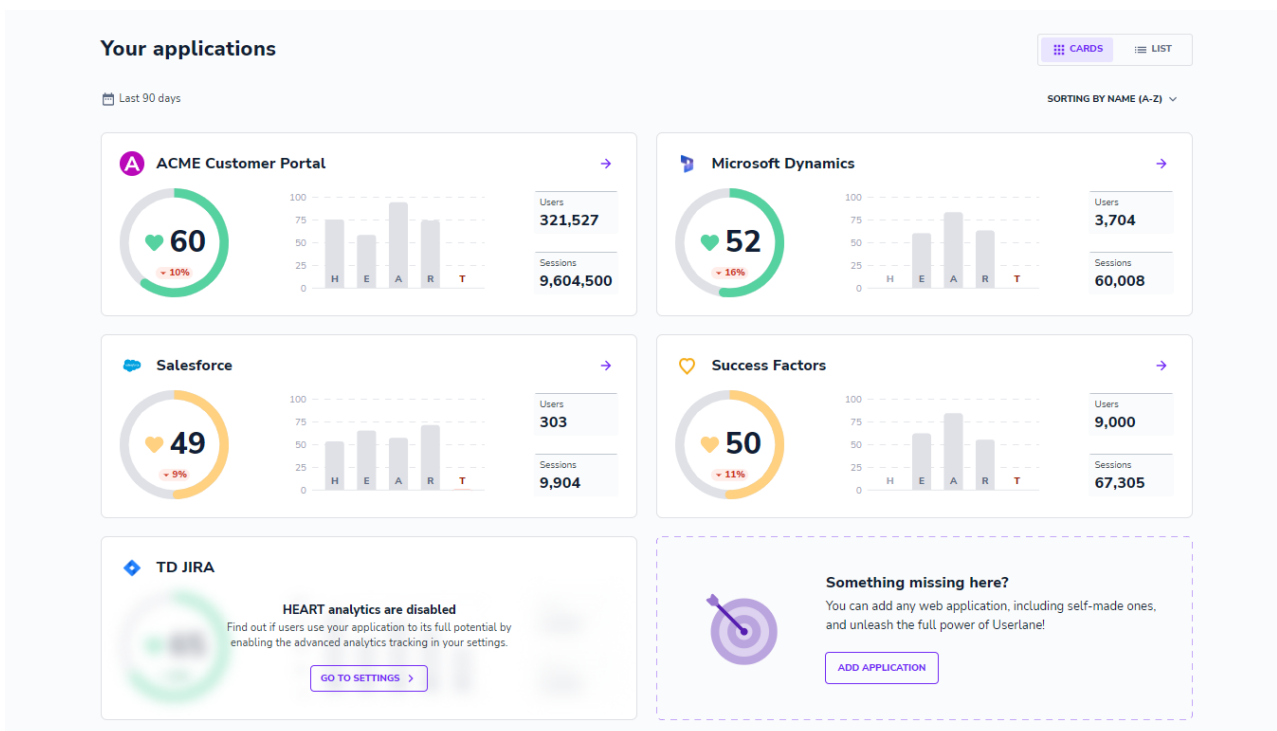 Your applications
CARDS
LIST
Last 90 days
SORTING BY NAME (A-Z)
A ACME Customer Portal
60
10%
100
75
50
25
0
H E A R T
Users
321,527
Sessions
9,604,500
Microsoft Dynamics
52
16%
100
75
50
25
0
H E A R T
Users
3,704
Sessions
60,008
Salesforce
49
9%
100
75
50
25
0
H E A R T
Users
303
Sessions
9,904
Success Factors
50
11%
100
75
50
25
0
H E A R T
Users
9,000
Sessions
67,305
TD JIRA
HEART analytics are disabled
Find out if users use your application to its full potential by
enabling the advanced analytics tracking in your settings.
GO TO SETTINGS
Something missing here?
You can add any web application, including self-made ones,
and unleash the full power of Userlane!
ADD APPLICATION